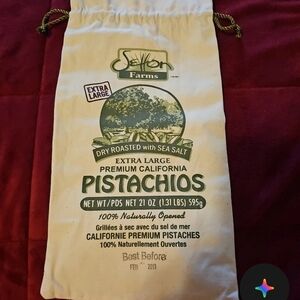 Setton
Farms
EXTRA
LARGE
DRY ROASTED with SEA SALT
EXTRA LARGE
PREMIUM CALIFORNIA
PISTACHIOS
NET WT/PDS NET 21 OZ (1.31 LBS) 595g
100% Naturally Opened
Grillées à sec avec du sel de mer
CALIFORNIE PREMIUM PISTACHES
100% Naturellement Ouvertes
Best Before